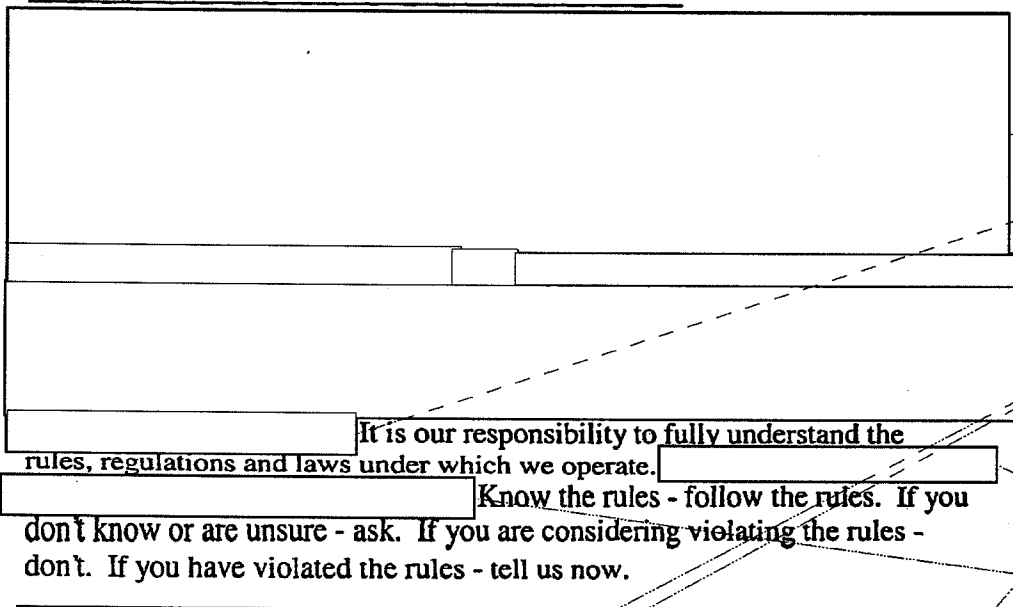 It is our responsibility to fully understand the
rules, regulations and laws under which we operate.
Know the rules - follow the rules. If you
don't know or are unsure - ask. If you are considering violating the rules -
don't. If you have violated the rules - tell us now.